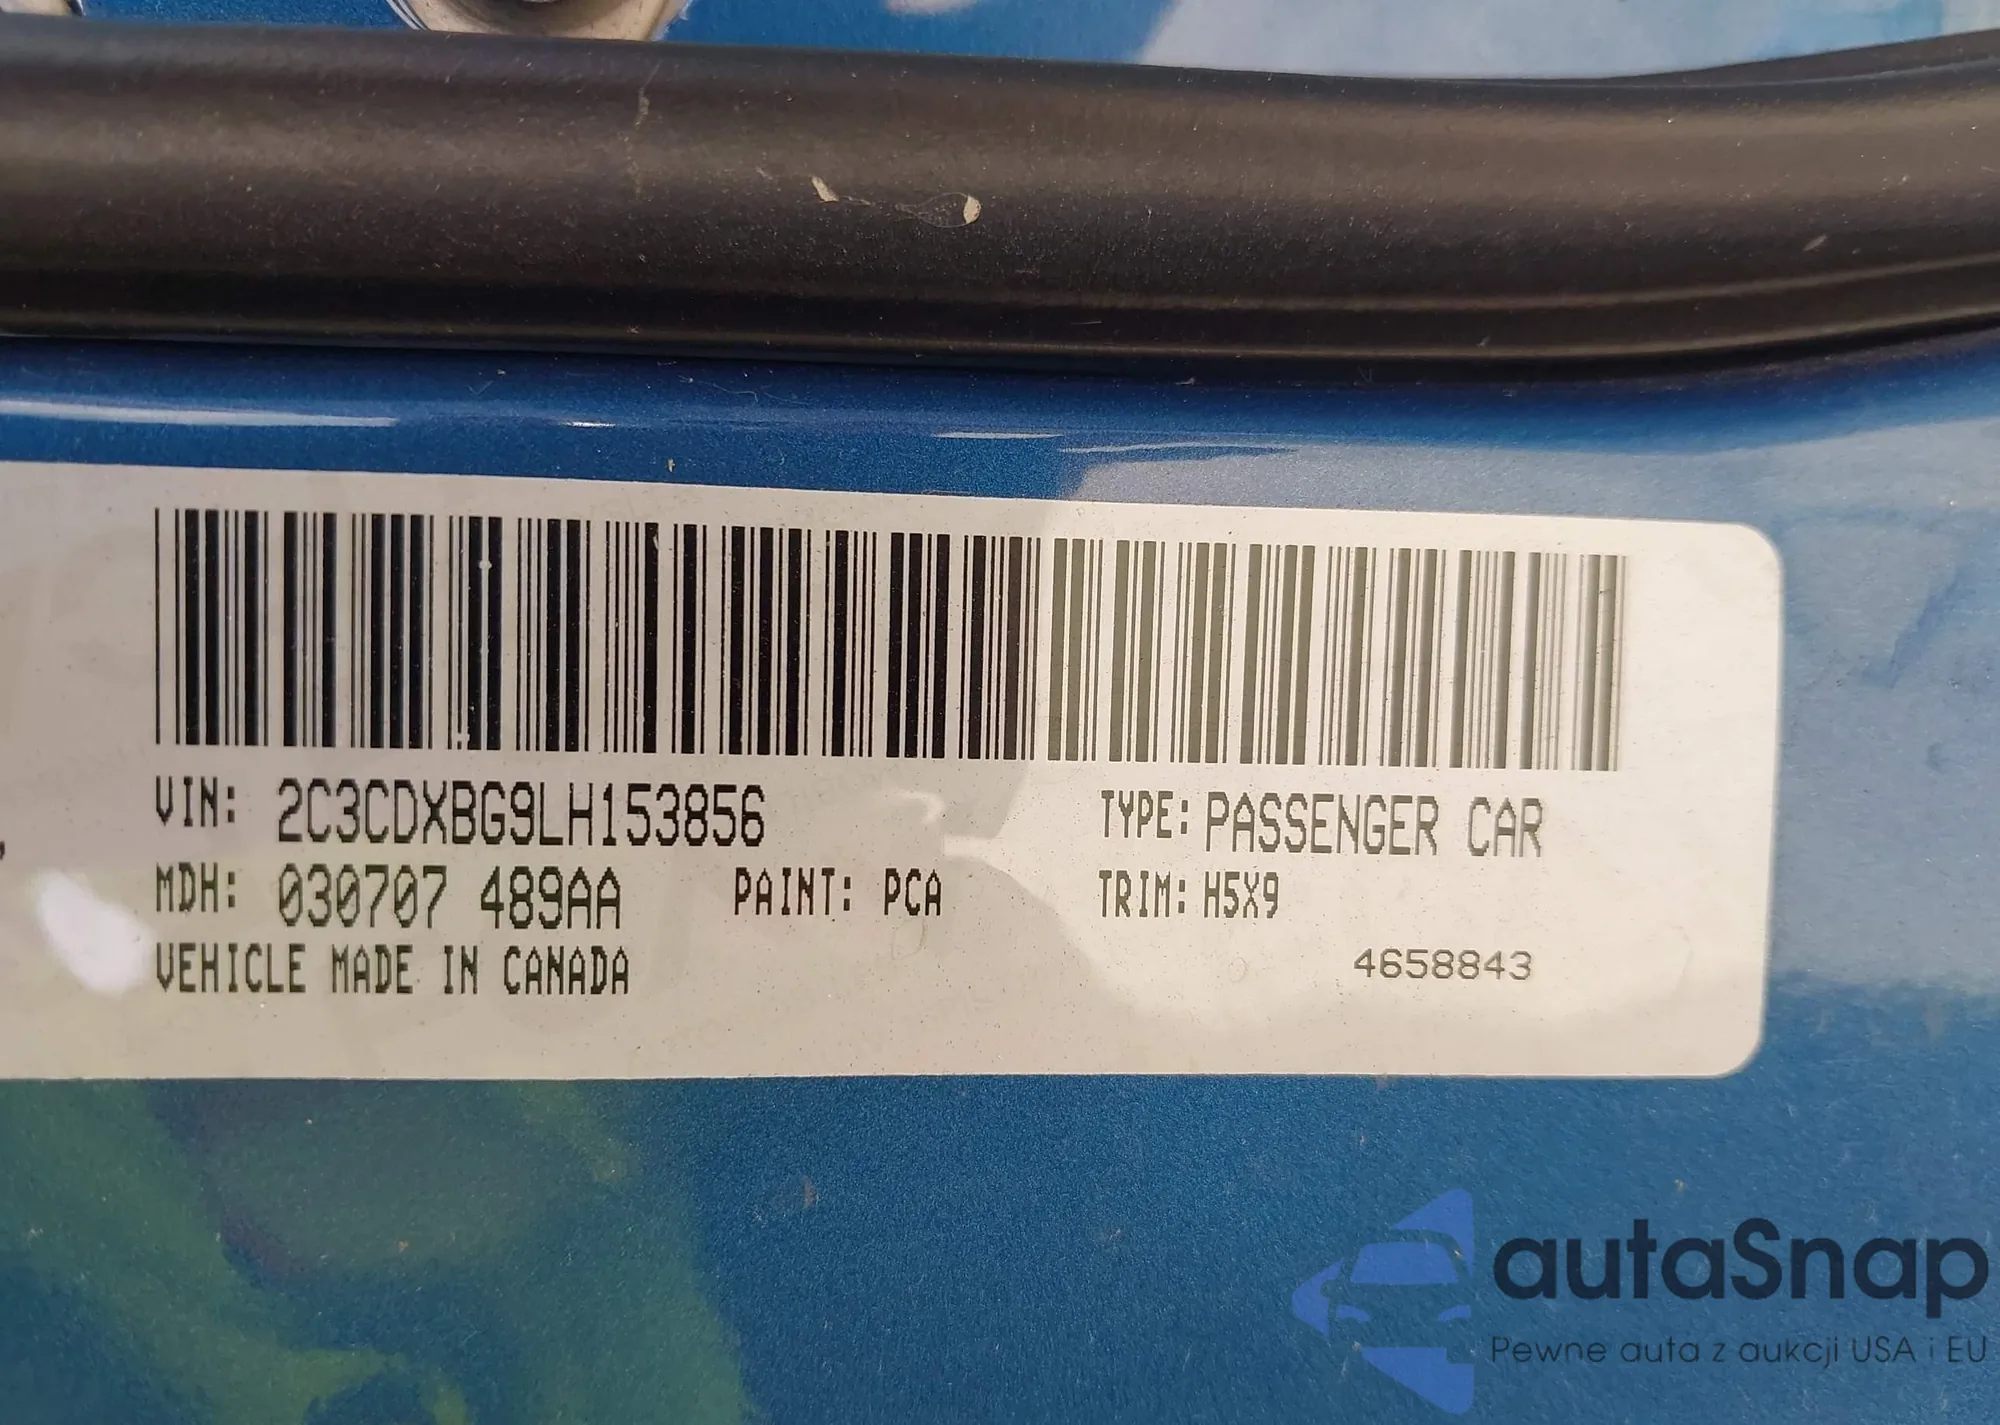 VIN: 2C3CDXBG9LH153856 TYPE: PASSENGER CAR
MDH: 030707 489AA PAINT: PCA TRIM: H5X9
VEHICLE MADE IN CANADA 4658843
autaSnap
Pewne auta z aukcji USA i EU